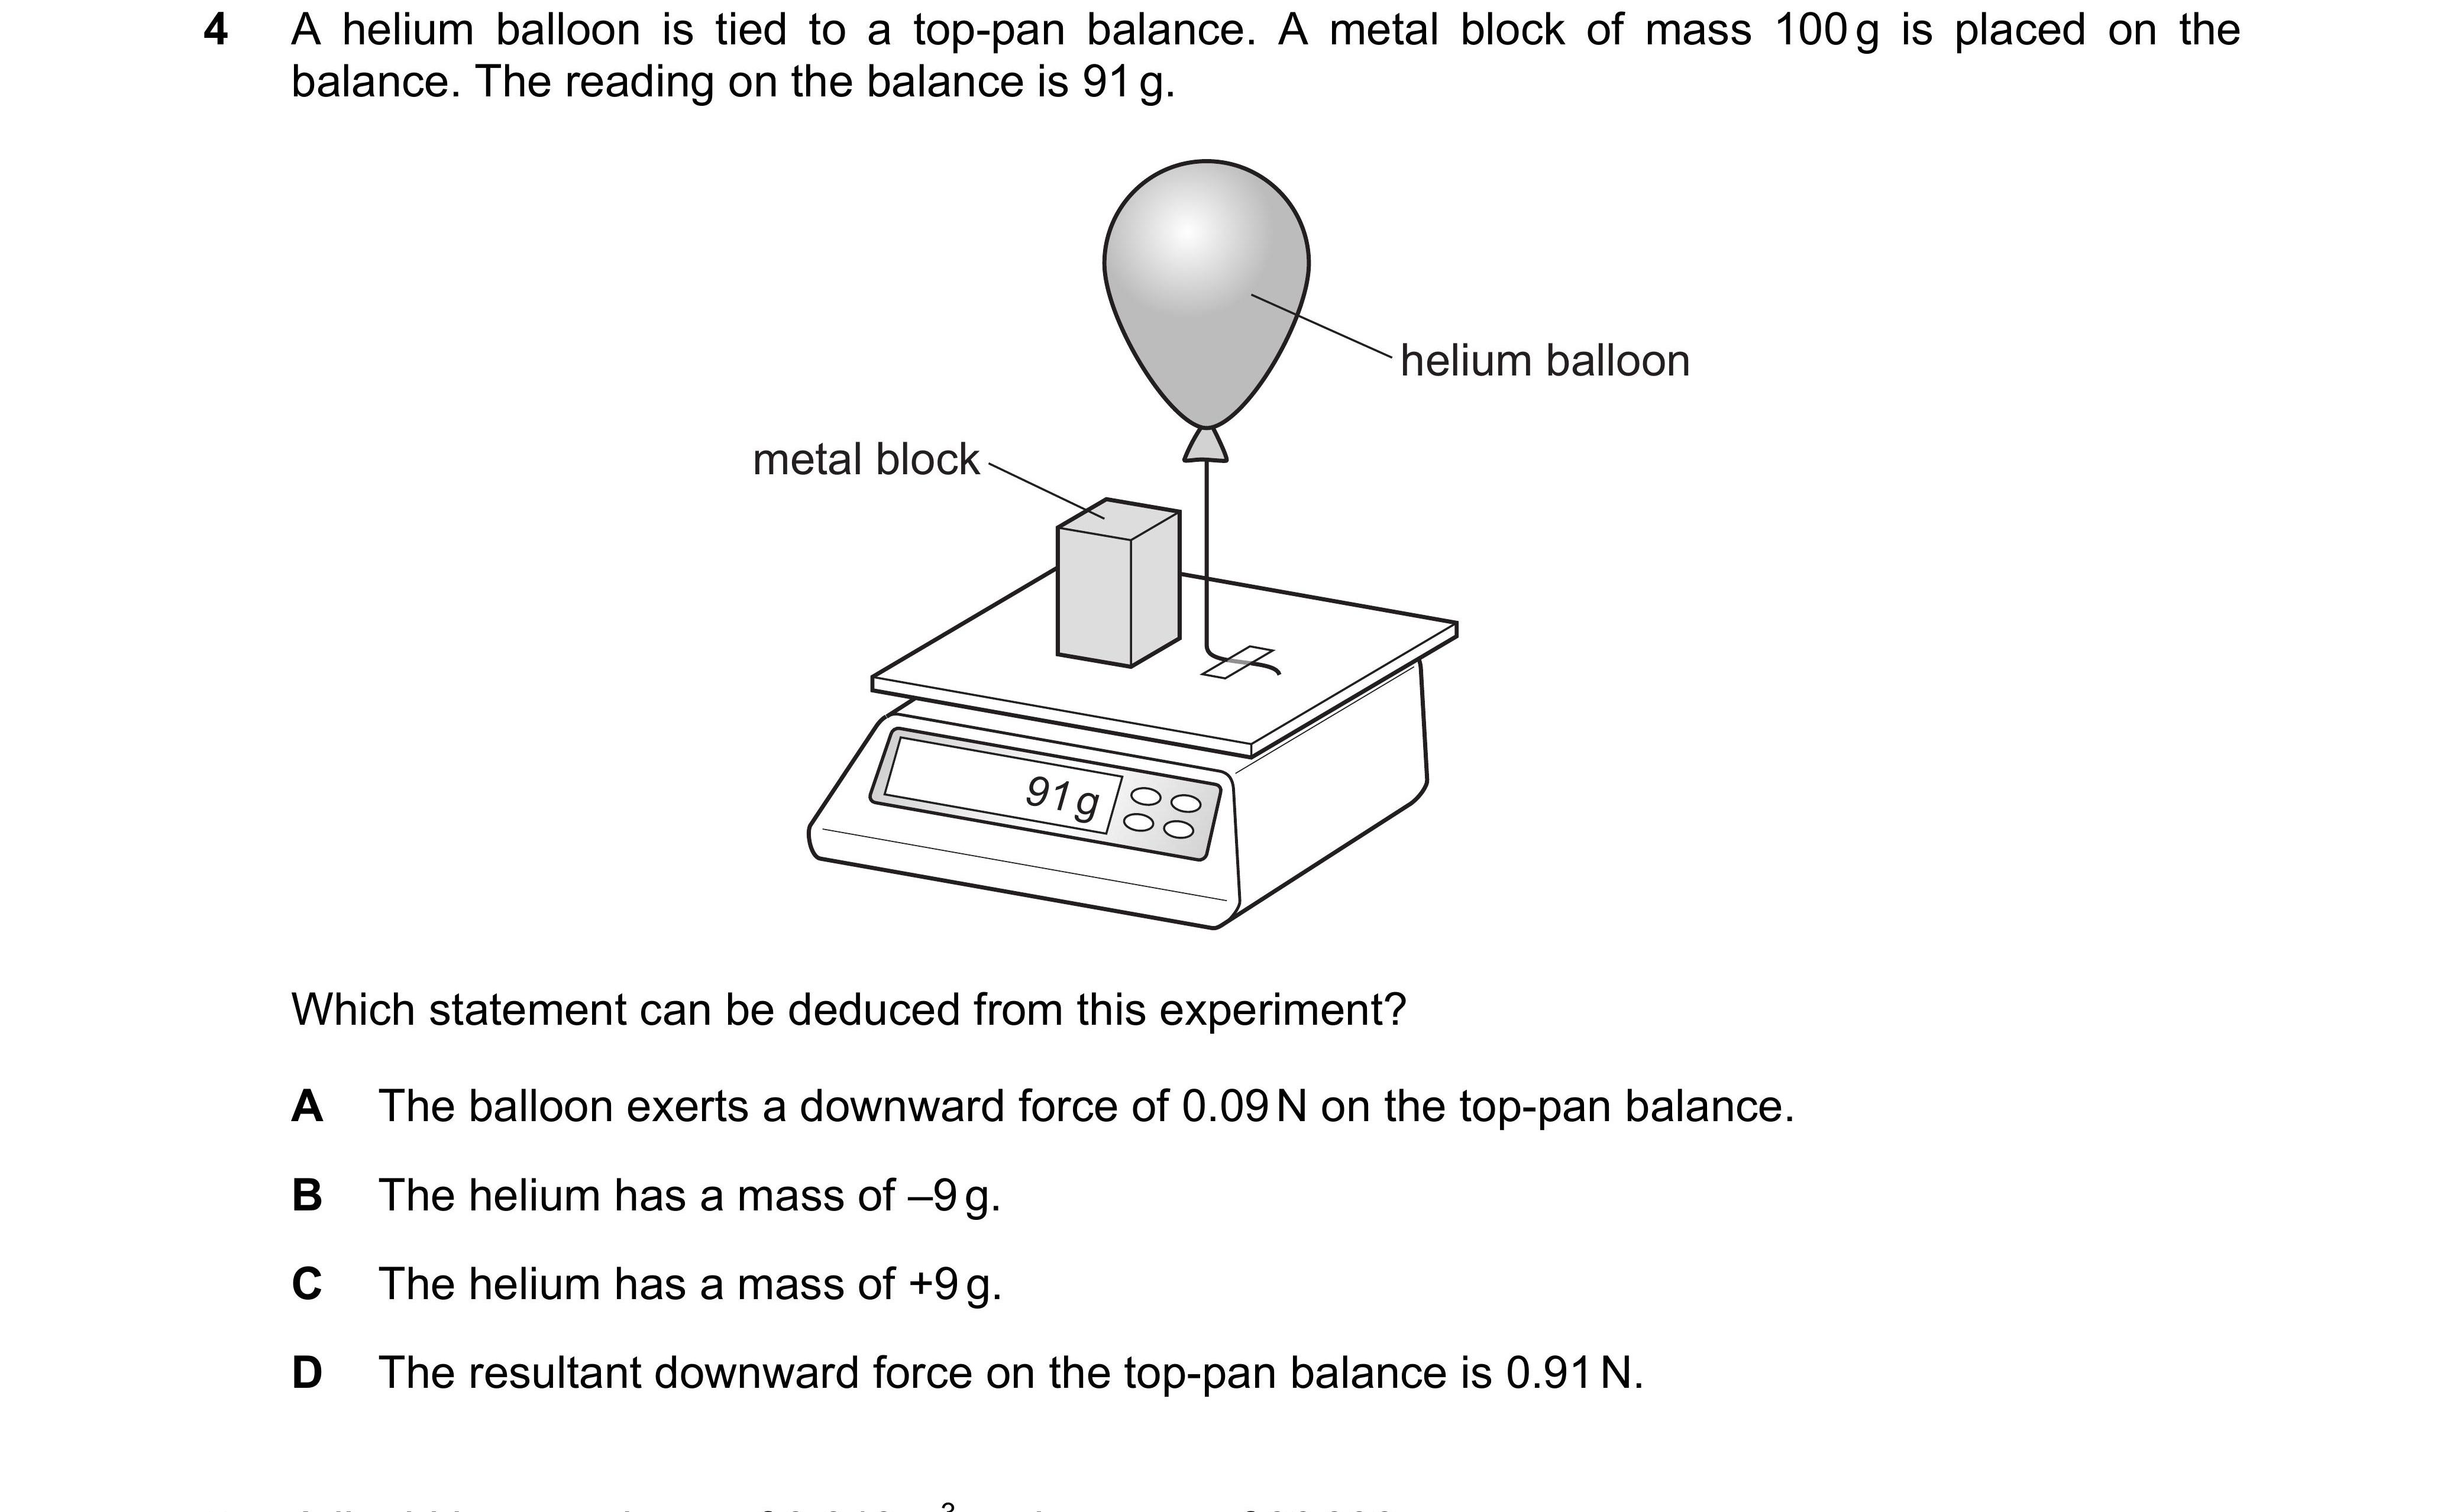 4 A helium balloon is tied to a top-pan balance. A metal block of mass 100 g is placed on the
balance. The reading on the balance is 91 g.
helium balloon
metal block
91 g
Which statement can be deduced from this experiment?
A The balloon exerts a downward force of 0.09 N on the top-pan balance.
B The helium has a mass of –9 g.
C The helium has a mass of +9 g.
D The resultant downward force on the top-pan balance is 0.91 N.